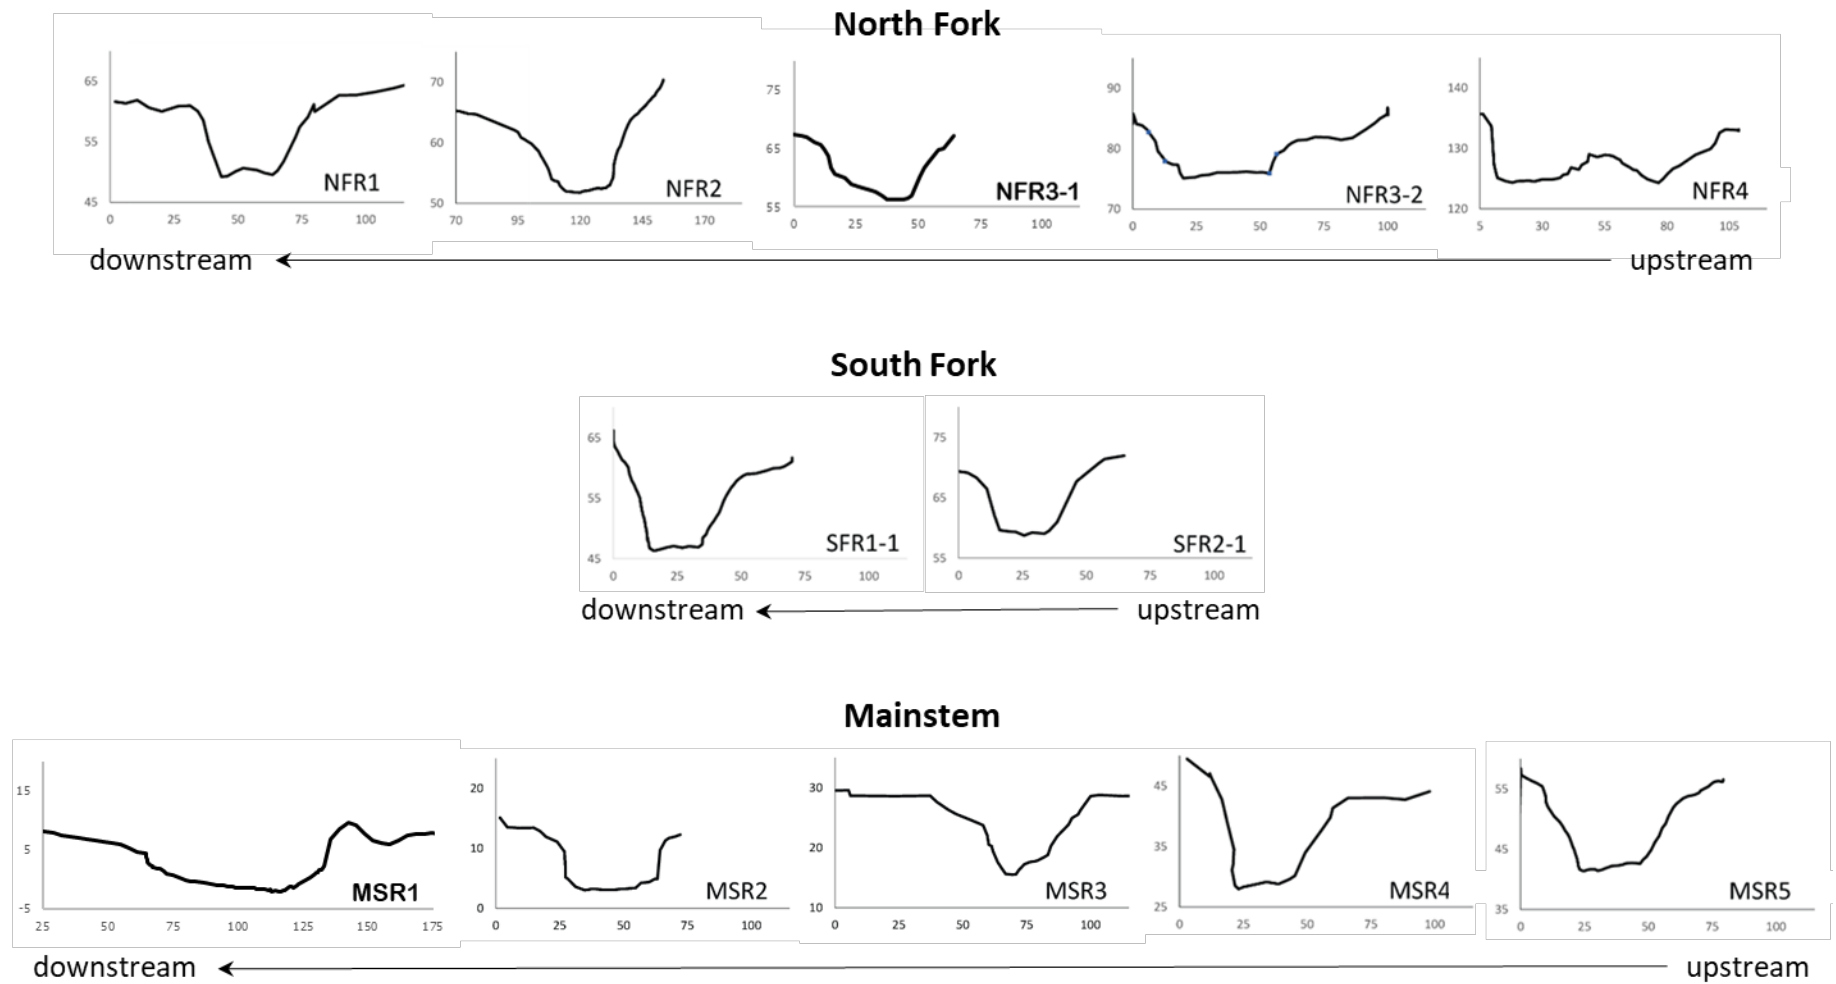 North Fork
65
55
45
0 25 50 75 100
NFR1
70
60
50
70 95 120 145 170
NFR2
75
65
55
0 25 50 75 100
NFR3-1
90
80
70
0 25 50 75 100
NFR3-2
140
130
120
5 30 55 80 105
NFR4
downstream upstream
South Fork
65
55
45
0 25 50 75 100
SFR1-1
75
65
55
0 25 50 75 100
SFR2-1
downstream upstream
Mainstem
15
5
-5
25 50 75 100 125 150 175
MSR1
20
10
0
0 25 50 75 100
MSR2
30
20
10
0 25 50 75 100
MSR3
45
35
25
0 25 50 75 100
MSR4
55
45
35
0 25 50 75 100
MSR5
downstream upstream